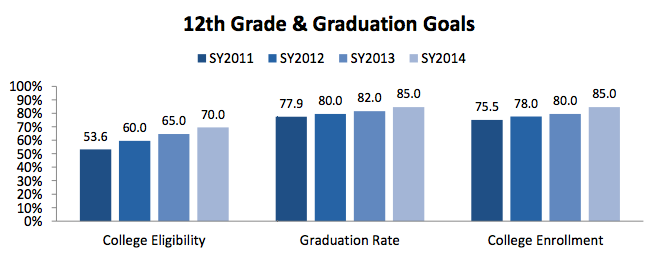 12th Grade & Graduation Goals
SY2011 SY2012 SY2013 SY2014
100%
90%
80%
70%
60%
50%
40%
30%
20%
10%
0%
53.6 60.0 65.0 70.0 77.9 80.0 82.0 85.0 75.5 78.0 80.0 85.0
College Eligibility Graduation Rate College Enrollment